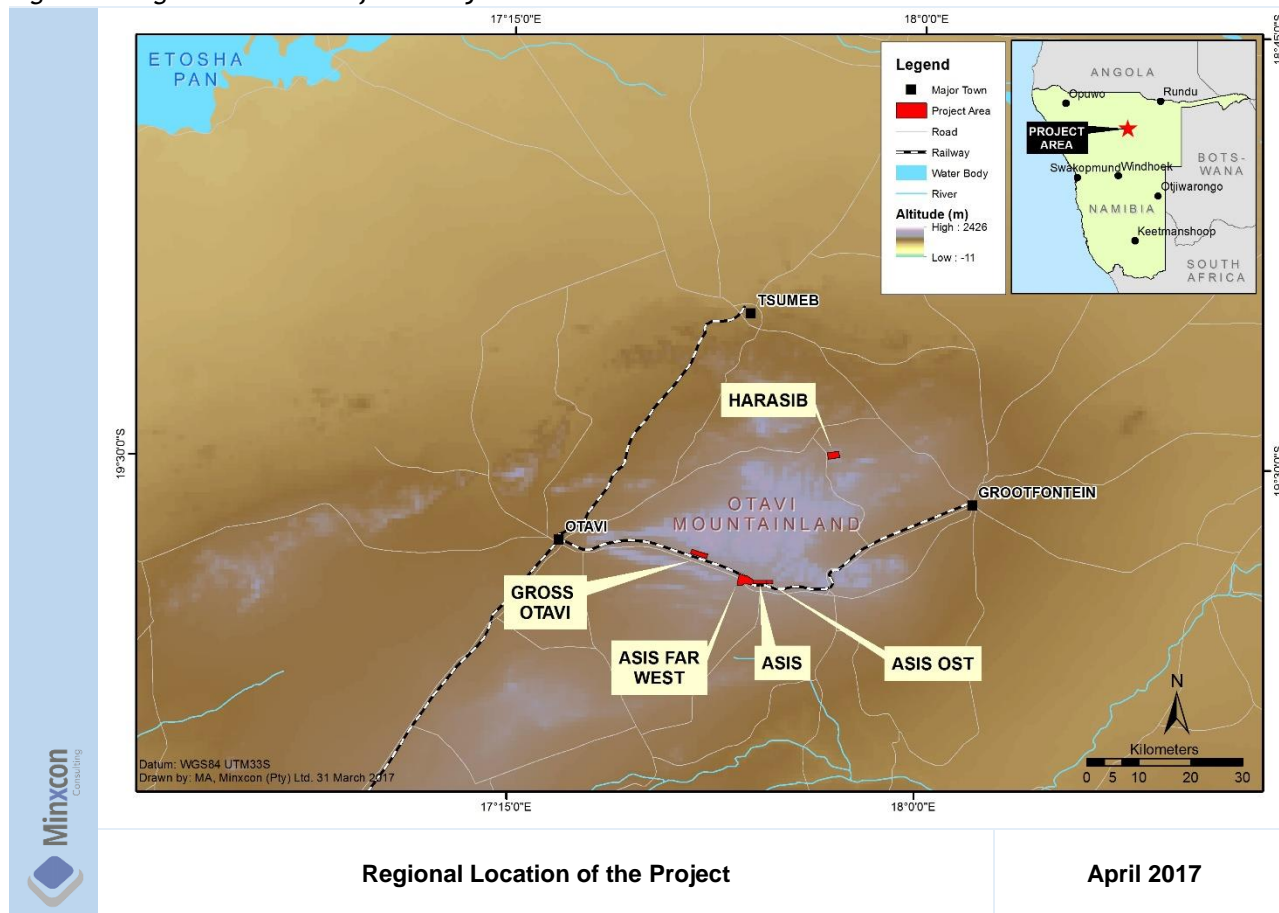 17°15'0"E
18°0'0"E
ETOSHA
PAN
Legend
Major Town
Project Area
Road
Railway
Water Body
River
Altitude (m)
High : 2426
Low : -11
ANGOLA
Opuwo
Rundu
PROJECT
AREA
BOTS-
WANA
Swakopmund
Windhoek
Otjiwarongo
NAMIBIA
Keetmanshoop
SOUTH
AFRICA
TSUMEB
HARASIB
19°30'0"S
19°30'0"S
GROOTFONTEIN
OTAVI
MOUNTAINLAND
OTAVI
GROSS
OTAVI
ASIS FAR
WEST
ASIS
ASIS OST
N
Kilometers
0 5 10 20 30
Datum: WGS84 UTM33S
Drawn by: MA, Minxcon (Pty) Ltd. 31 March 2017
17°15'0"E
18°0'0"E
Minxcon
Consulting
Regional Location of the Project
April 2017